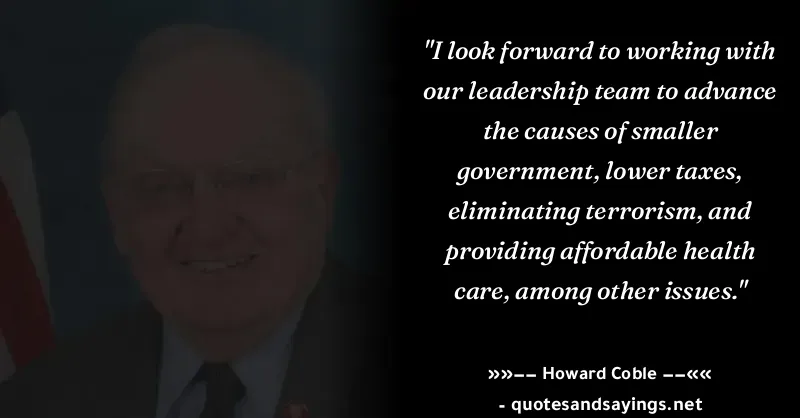 "I look forward to working with
our leadership team to advance
the causes of smaller
government, lower taxes,
eliminating terrorism, and
providing affordable health
care, among other issues."
»»–– Howard Coble ––««
- quotesandsayings.net